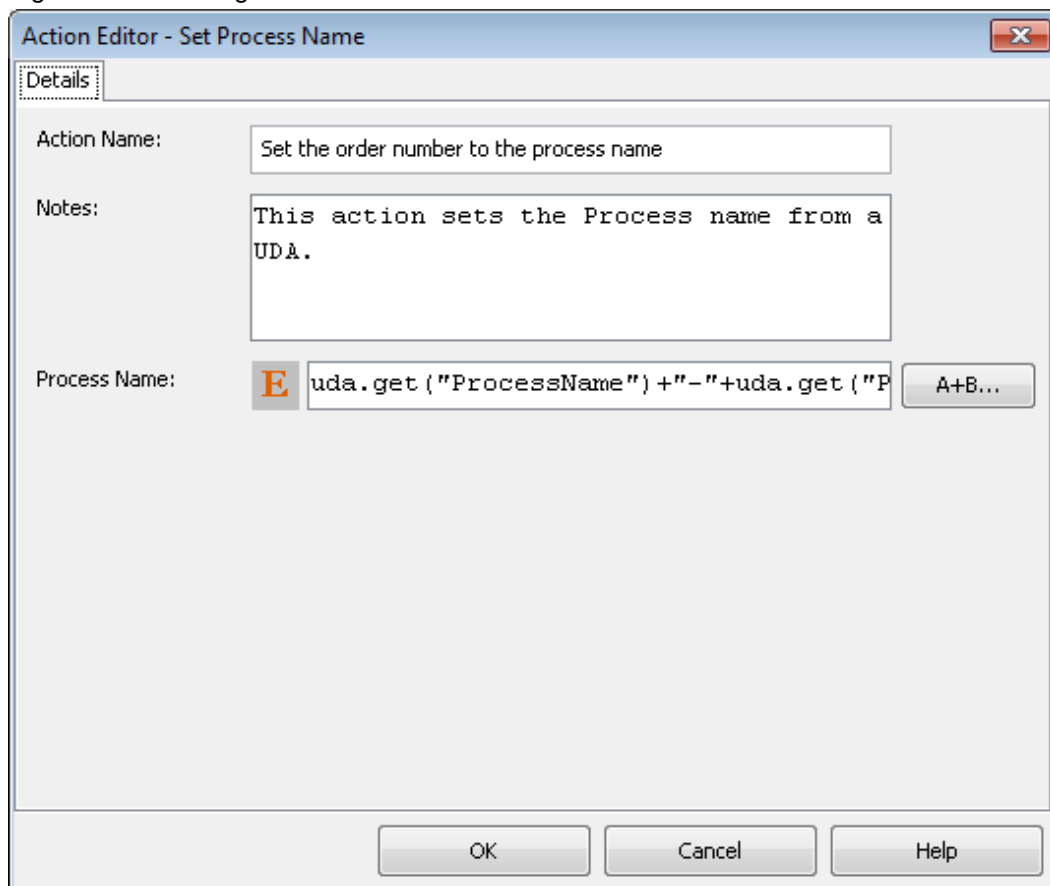 Action Editor - Set Process Name
Details
Action Name:
Set the order number to the process name
Notes:
This action sets the Process name from a
UDA.
Process Name:
E
uda.get("ProcessName")+"-"+uda.get("P
A+B...
OK
Cancel
Help